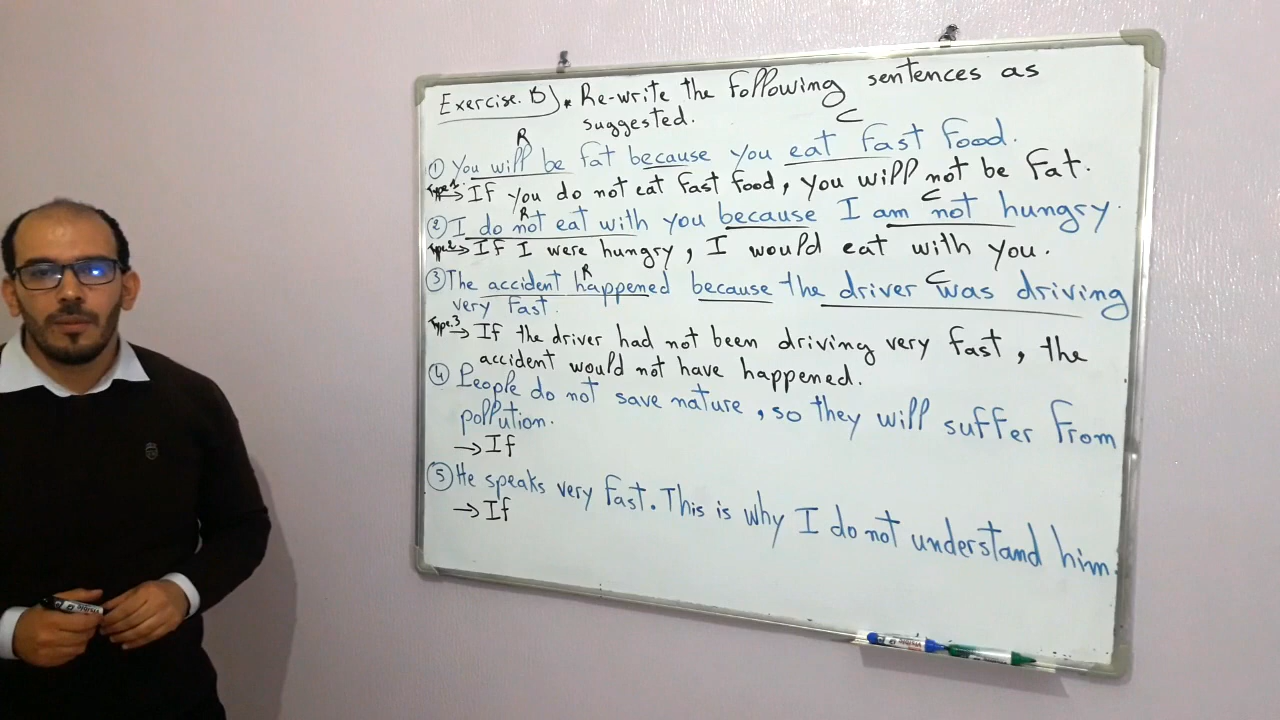 Exercise. B) * Re-write the following sentences as
suggested.
R C
① You will be fat because you eat fast food.
Type.1 → If you do not eat fast food, you will not be fat.
R C
② I do not eat with you because I am not hungry.
Type.2 → If I were hungry, I would eat with you.
R C
③ The accident happened because the driver was driving
very fast.
Type.3 → If the driver had not been driving very fast, the
accident would not have happened.
④ People do not save nature, so they will suffer from
pollution.
→ If
⑤ He speaks very fast. This is why I do not understand him.
→ If